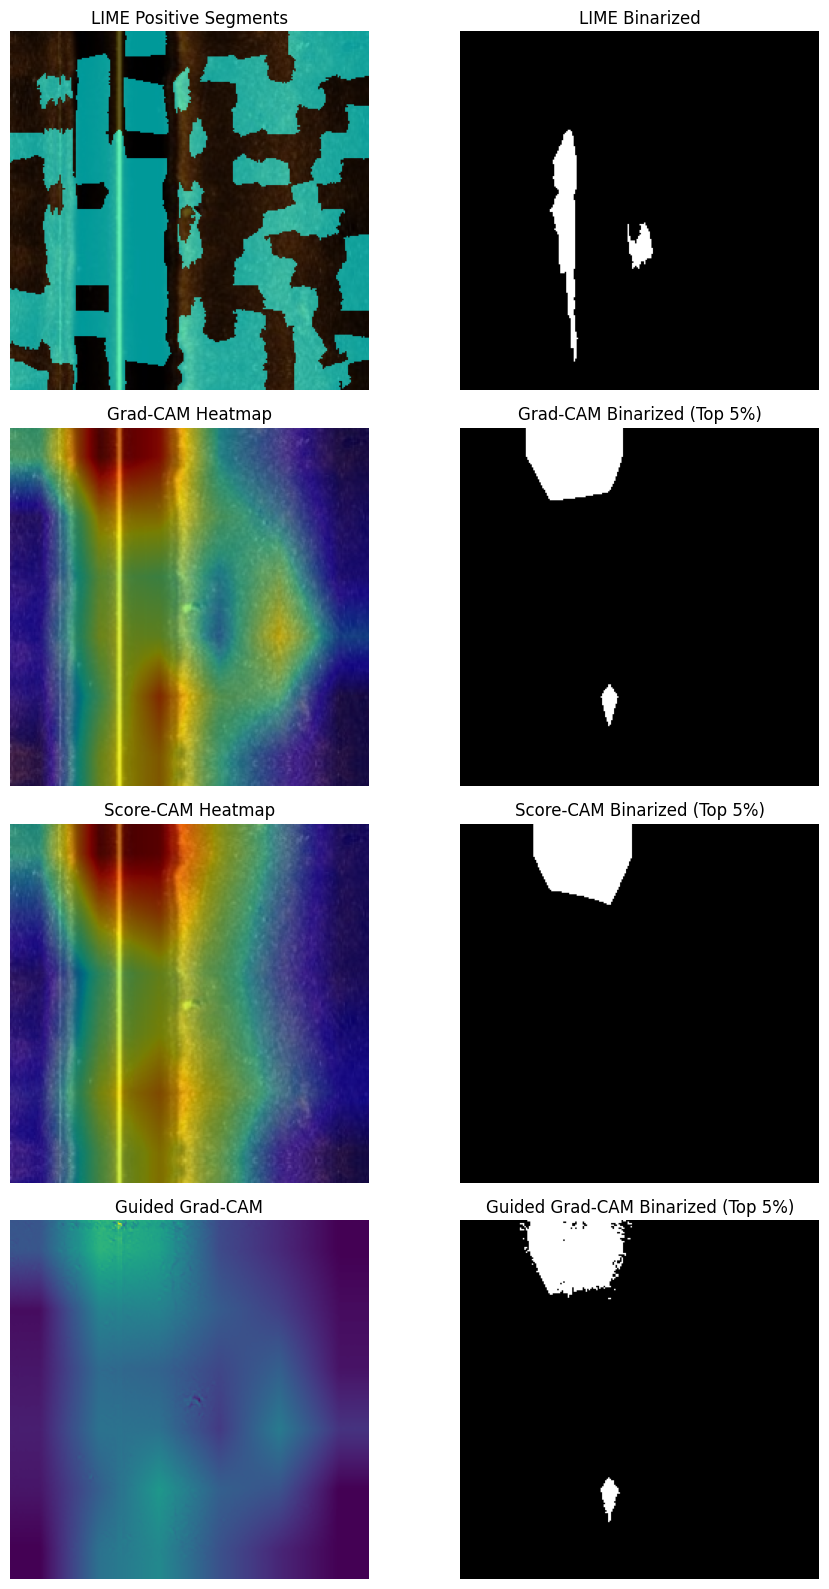 LIME Positive Segments
LIME Binarized
Grad-CAM Heatmap
Grad-CAM Binarized (Top 5%)
Score-CAM Heatmap
Score-CAM Binarized (Top 5%)
Guided Grad-CAM
Guided Grad-CAM Binarized (Top 5%)